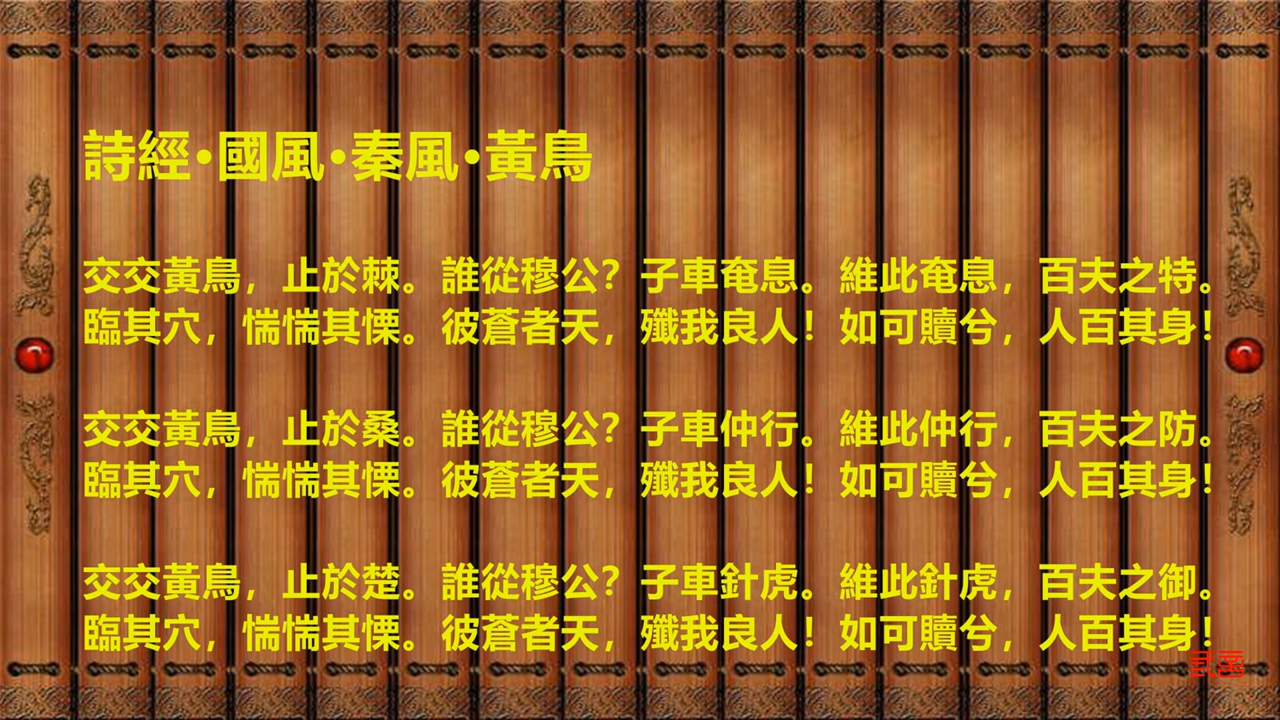 詩經•國風•秦風•黃鳥
交交黃鳥，止於棘。誰從穆公？子車奄息。維此奄息，百夫之特。
臨其穴，惴惴其慄。彼蒼者天，殲我良人！如可贖兮，人百其身！
交交黃鳥，止於桑。誰從穆公？子車仲行。維此仲行，百夫之防。
臨其穴，惴惴其慄。彼蒼者天，殲我良人！如可贖兮，人百其身！
交交黃鳥，止於楚。誰從穆公？子車針虎。維此針虎，百夫之御。
臨其穴，惴惴其慄。彼蒼者天，殲我良人！如可贖兮，人百其身！